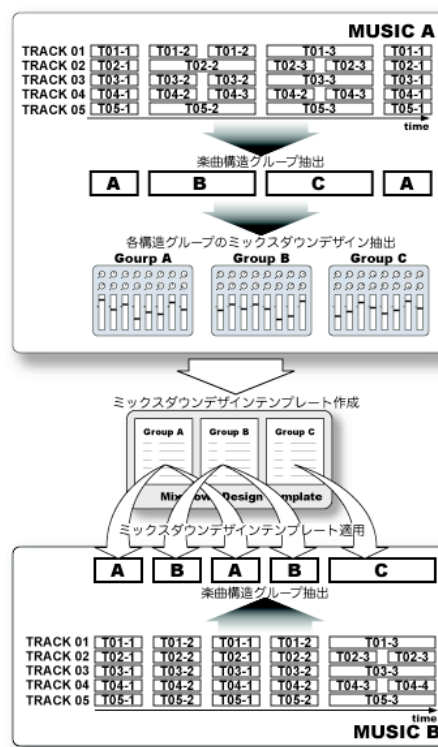 MUSIC A
TRACK 01 T01-1 T01-2 T01-2 T01-3 T01-1
TRACK 02 T02-1 T02-2 T02-3 T02-3 T02-1
TRACK 03 T03-1 T03-2 T03-2 T03-3 T03-1
TRACK 04 T04-1 T04-2 T04-3 T04-2 T04-3 T04-1
TRACK 05 T05-1 T05-2 T05-3 T05-1
time
楽曲構造グループ抽出
A B C A
各構造グループのミックスダウンデザイン抽出
Gourp A Group B Group C
ミックスダウンデザインテンプレート作成
Group A Group B Group C
Design
ミックスダウンデザインテンプレート適用
A B A B C
楽曲構造グループ抽出
TRACK 01 T01-1 T01-2 T01-1 T01-2 T01-3
TRACK 02 T02-1 T02-2 T02-1 T02-2 T02-3 T02-3
TRACK 03 T03-1 T03-2 T03-1 T03-2 T03-3
TRACK 04 T04-1 T04-2 T04-1 T04-2 T04-3 T04-4
TRACK 05 T05-1 T05-2 T05-1 T05-2 T05-3
time
MUSIC B